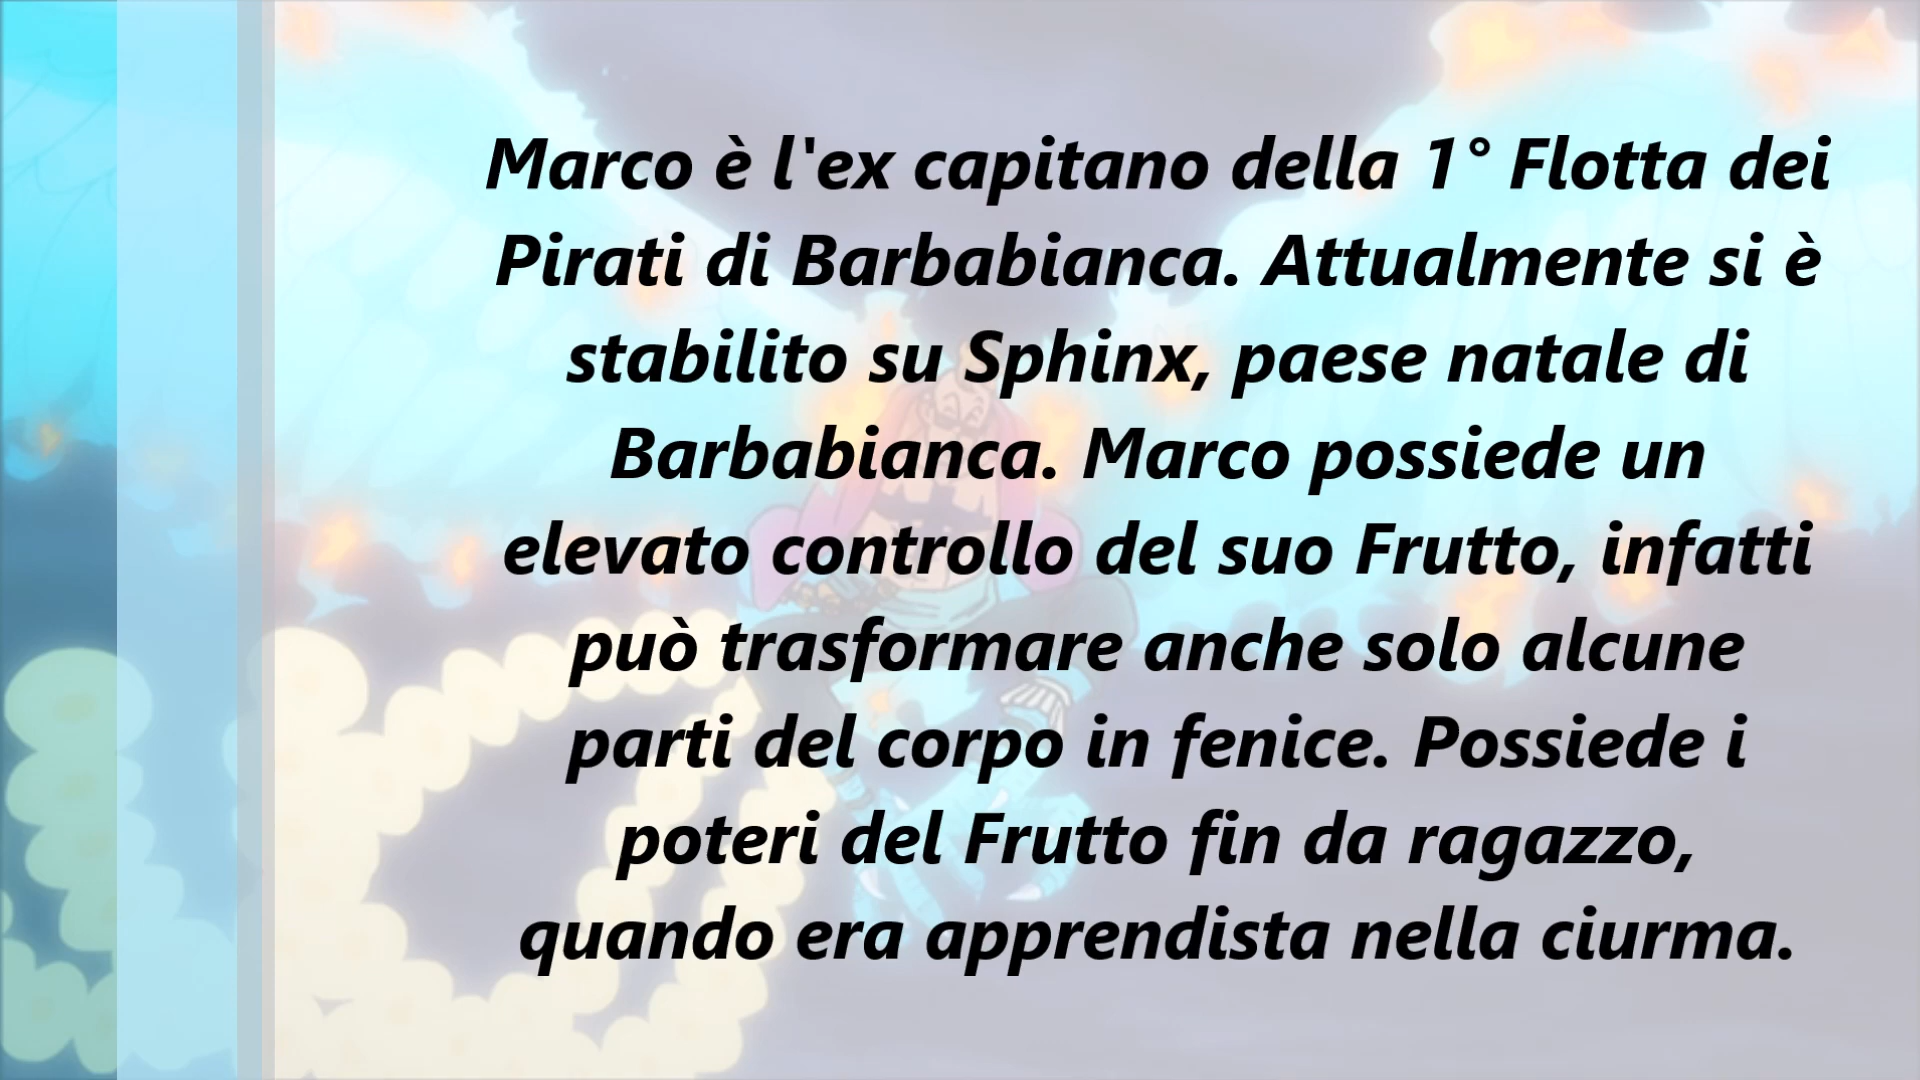 Marco è l'ex capitano della 1° Flotta dei
Pirati di Barbabianca. Attualmente si è
stabilito su Sphinx, paese natale di
Barbabianca. Marco possiede un
elevato controllo del suo Frutto, infatti
può trasformare anche solo alcune
parti del corpo in fenice. Possiede i
poteri del Frutto fin da ragazzo,
quando era apprendista nella ciurma.